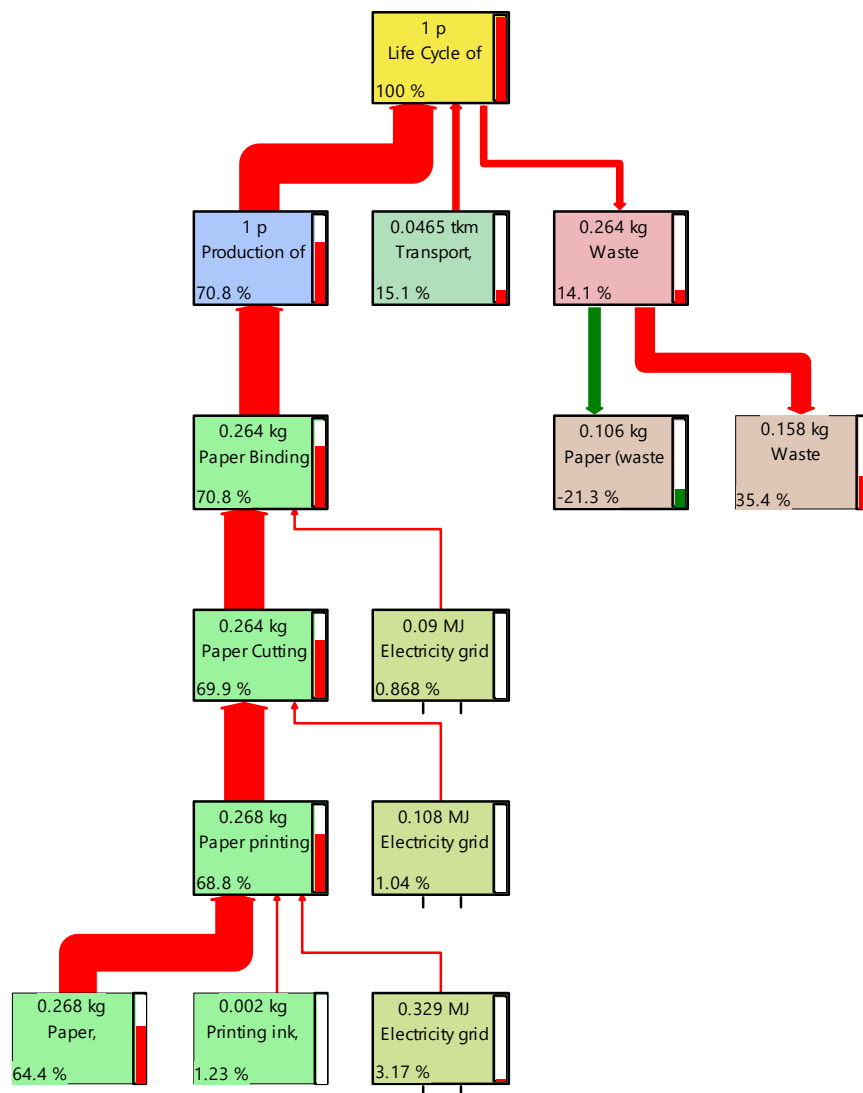 1 p
Life Cycle of
100 %
1 p
Production of
70.8 %
0.0465 tkm
Transport,
15.1 %
0.264 kg
Waste
14.1 %
0.264 kg
Paper Binding
70.8 %
0.106 kg
Paper (waste
-21.3 %
0.158 kg
Waste
35.4 %
0.264 kg
Paper Cutting
69.9 %
0.09 MJ
Electricity grid
0.868 %
0.268 kg
Paper printing
68.8 %
0.108 MJ
Electricity grid
1.04 %
0.268 kg
Paper,
64.4 %
0.002 kg
Printing ink,
1.23 %
0.329 MJ
Electricity grid
3.17 %